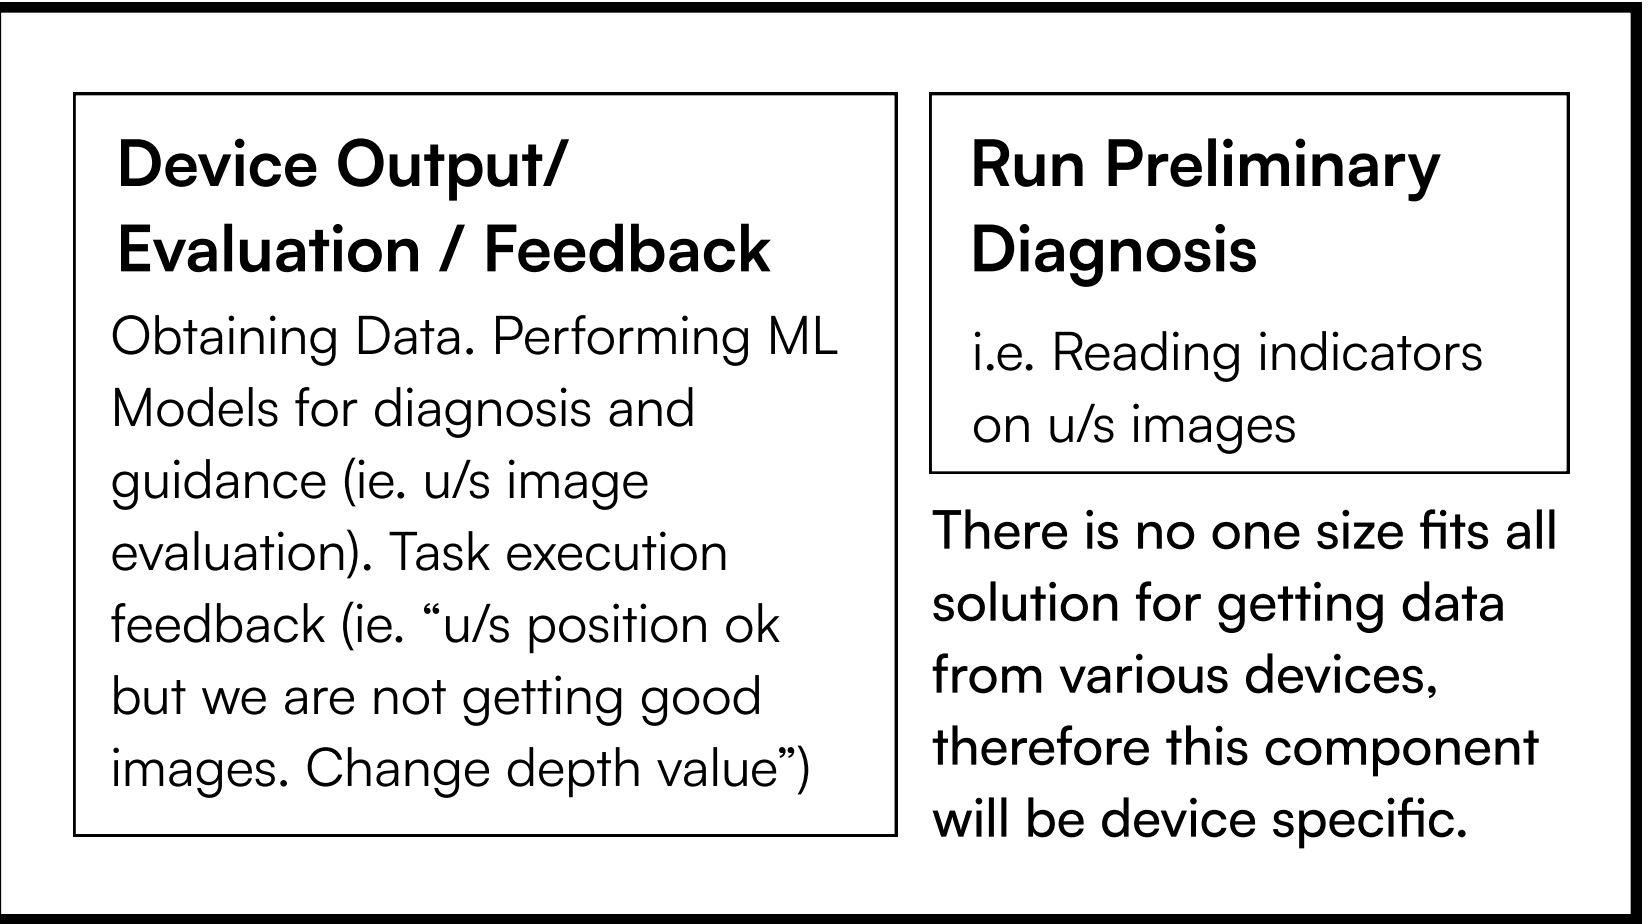 Device Output/
Evaluation / Feedback
Obtaining Data. Performing ML
Models for diagnosis and
guidance (ie. u/s image
evaluation). Task execution
feedback (ie. “u/s position ok
but we are not getting good
images. Change depth value”)
Run Preliminary
Diagnosis
i.e. Reading indicators
on u/s images
There is no one size fits all
solution for getting data
from various devices,
therefore this component
will be device specific.